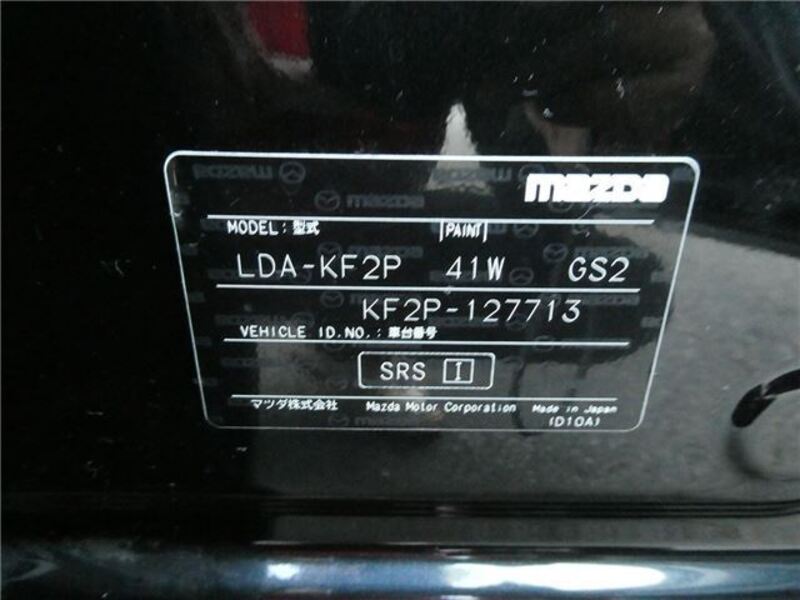 mazda
MODEL: 型式 PAINT
LDA-KF2P 41W GS2
KF2P-127713
VEHICLE ID.NO.: 車台番号
SRS I
マツダ株式会社 Mazda Motor Corporation Made in Japan
(D10A)